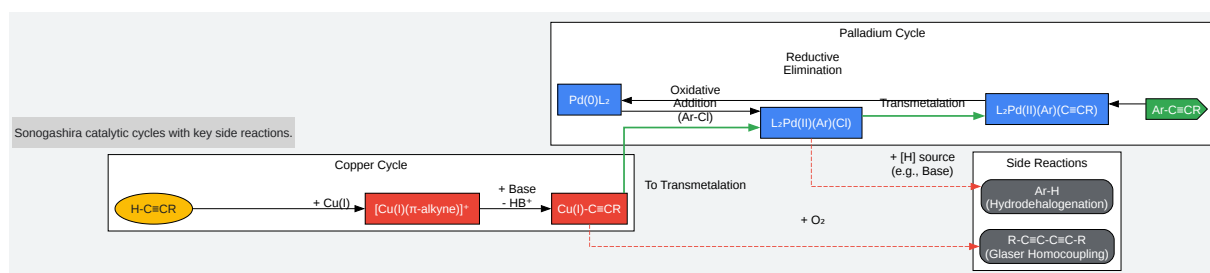 Palladium Cycle
Reductive
Elimination
Pd(0)L₂
Oxidative
Addition
(Ar-Cl)
L₂Pd(II)(Ar)(Cl)
Transmetalation
L₂Pd(II)(Ar)(C≡CR)
Ar-C≡CR
Sonogashira catalytic cycles with key side reactions.
Copper Cycle
H-C≡CR
+ Cu(I)
[Cu(I)(π-alkyne)]⁺
+ Base
- HB⁺
Cu(I)-C≡CR
To Transmetalation
+ [H] source
(e.g., Base)
+ O₂
Side Reactions
Ar-H
(Hydrodehalogenation)
R-C≡C-C≡C-R
(Glaser Homocoupling)